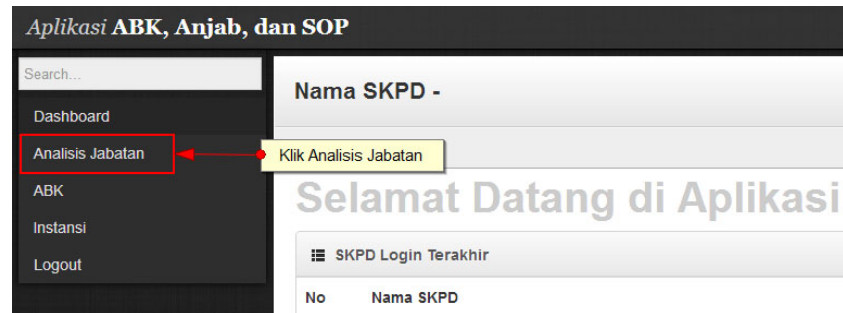 Aplikasi ABK, Anjab, dan SOP
Search...
Dashboard
Analisis Jabatan
ABK
Instansi
Logout
Nama SKPD -
Klik Analisis Jabatan
Selamat Datang di Aplikasi
SKPD Login Terakhir
No Nama SKPD